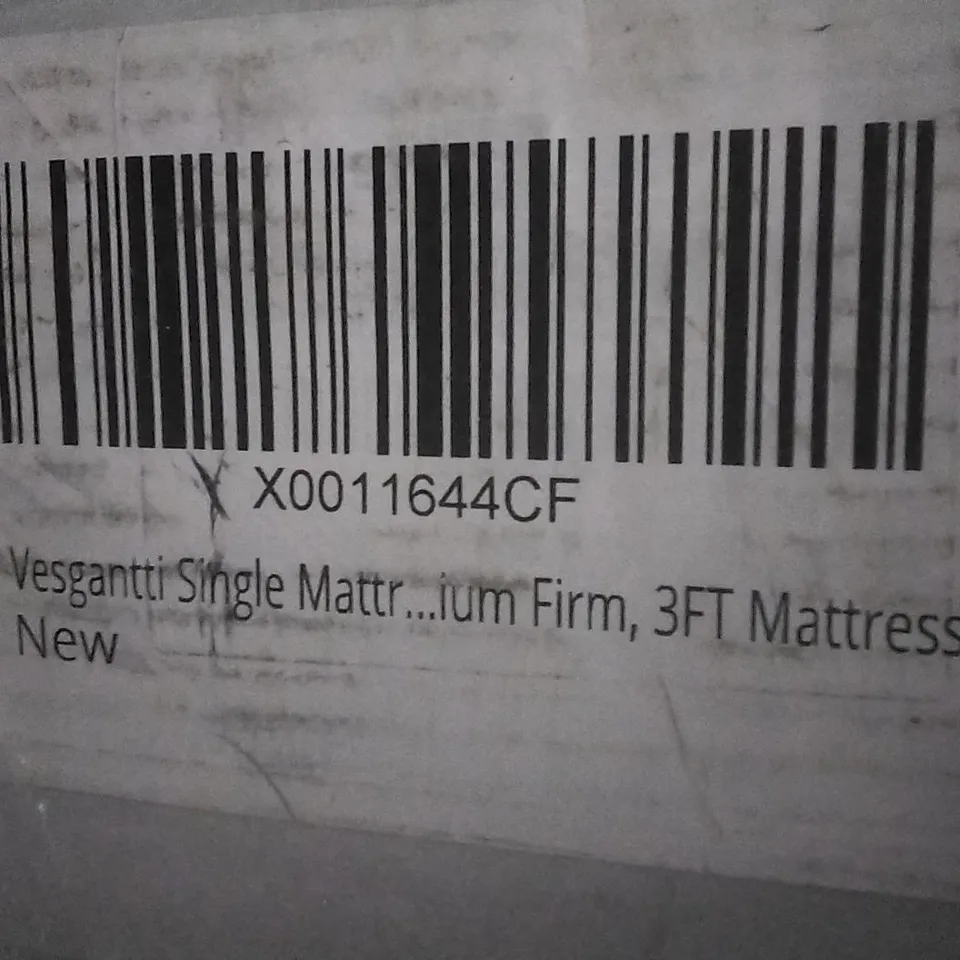 X0011644CF
Vesgantti Single Mattr...ium Firm, 3FT Mattress
New